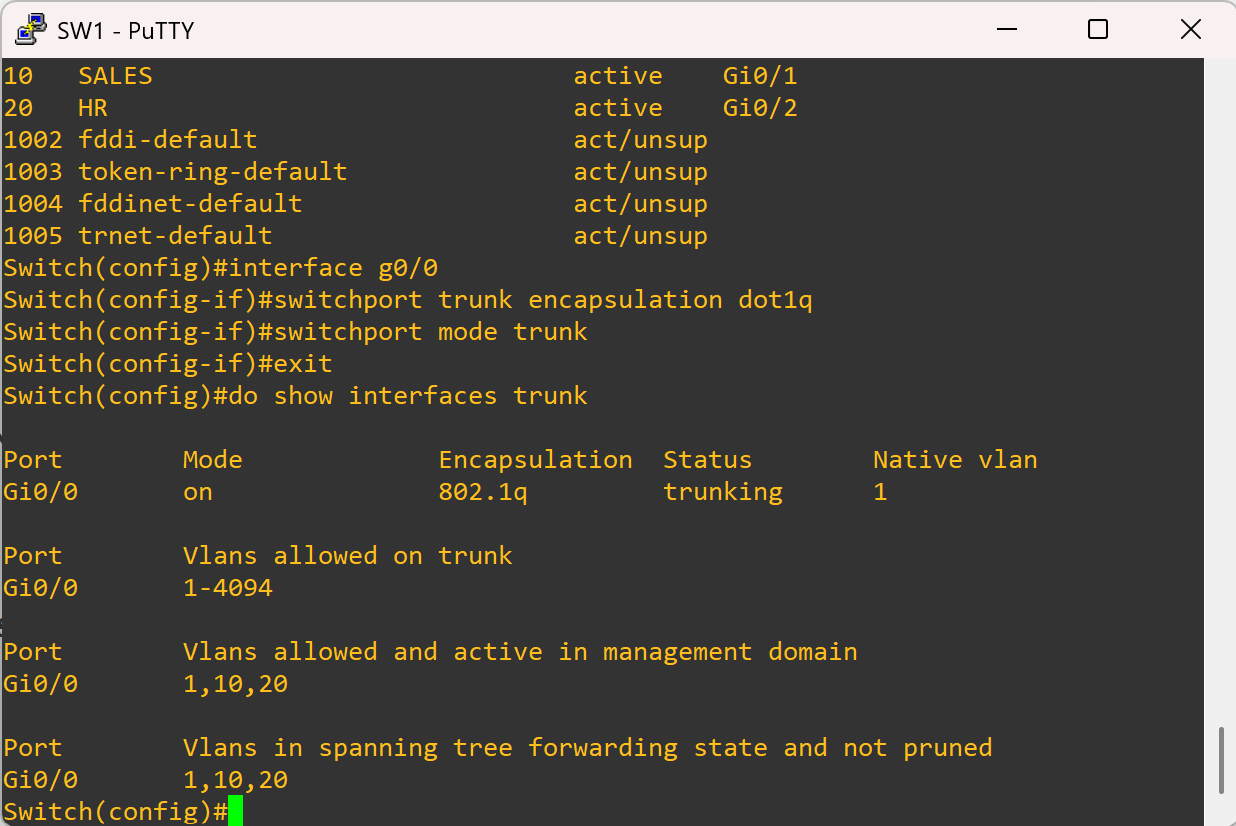 SW1 - PuTTY
10   SALES                            active    Gi0/1
20   HR                               active    Gi0/2
1002 fddi-default                     act/unsup
1003 token-ring-default               act/unsup
1004 fddinet-default                  act/unsup
1005 trnet-default                    act/unsup
Switch(config)#interface g0/0
Switch(config-if)#switchport trunk encapsulation dot1q
Switch(config-if)#switchport mode trunk
Switch(config-if)#exit
Switch(config)#do show interfaces trunk

Port        Mode             Encapsulation  Status        Native vlan
Gi0/0       on               802.1q         trunking      1

Port        Vlans allowed on trunk
Gi0/0       1-4094

Port        Vlans allowed and active in management domain
Gi0/0       1,10,20

Port        Vlans in spanning tree forwarding state and not pruned
Gi0/0       1,10,20
Switch(config)#